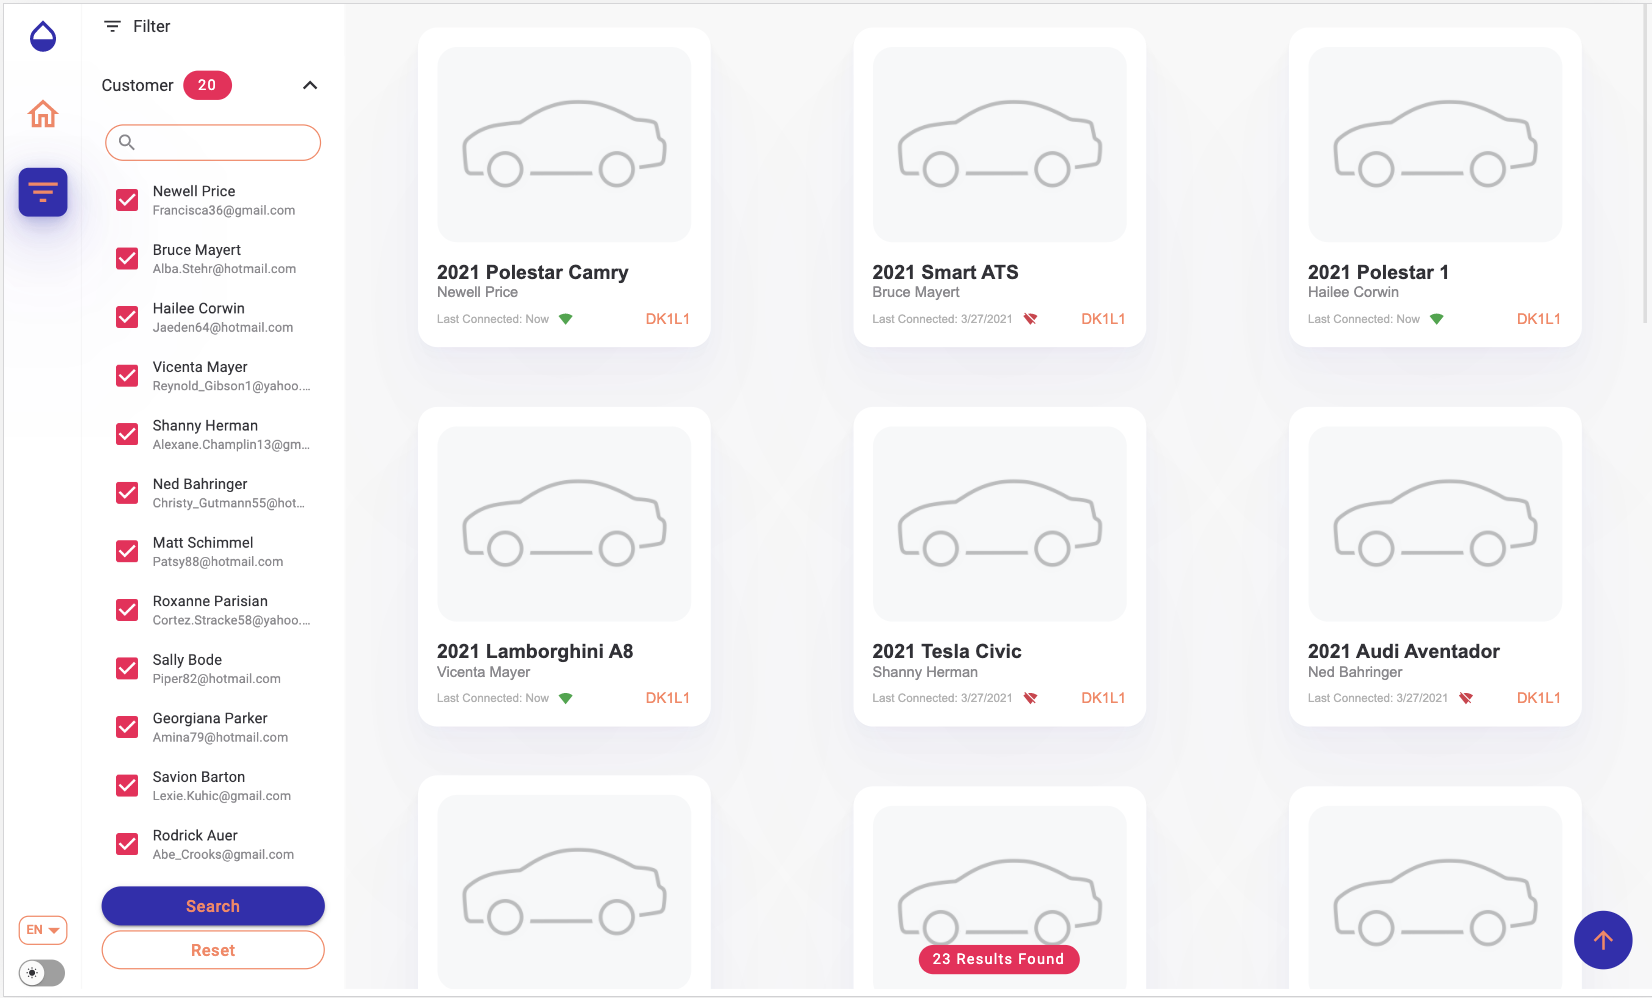 Filter
Customer 20
Newell Price
Francisca36@gmail.com
Bruce Mayert
Alba.Stehr@hotmail.com
Hailee Corwin
Jaeden64@hotmail.com
Vicenta Mayer
Reynold_Gibson1@yahoo....
Shanny Herman
Alexane.Champlin13@gm...
Ned Bahringer
Christy_Gutmann55@hot...
Matt Schimmel
Patsy88@hotmail.com
Roxanne Parisian
Cortez.Stracke58@yahoo....
Sally Bode
Piper82@hotmail.com
Georgiana Parker
Amina79@hotmail.com
Savion Barton
Lexie.Kuhic@gmail.com
Rodrick Auer
Abe_Crooks@gmail.com
Search
Reset
EN
2021 Polestar Camry
Newell Price
Last Connected: Now DK1L1
2021 Smart ATS
Bruce Mayert
Last Connected: 3/27/2021 DK1L1
2021 Polestar 1
Hailee Corwin
Last Connected: Now DK1L1
2021 Lamborghini A8
Vicenta Mayer
Last Connected: Now DK1L1
2021 Tesla Civic
Shanny Herman
Last Connected: 3/27/2021 DK1L1
2021 Audi Aventador
Ned Bahringer
Last Connected: 3/27/2021 DK1L1
23 Results Found